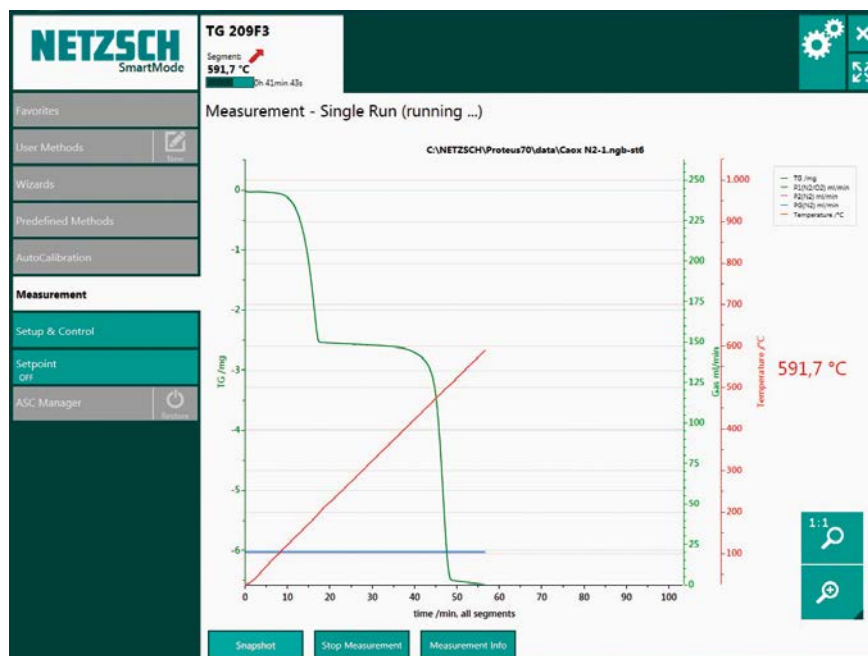 NETZSCH
SmartMode
TG 209F3
Segment:
591,7 °C
0h 41min 43s
Favorites
User Methods
New
Wizards
Predefined Methods
AutoCalibration
Measurement
Setup & Control
Setpoint
OFF
ASC Manager
Restore
Measurement - Single Run (running ...)
C:\NETZSCH\Proteus70\data\Caox N2-1.ngb-st6
TG /mg
0
-1
-2
-3
-4
-5
-6
0 10 20 30 40 50 60 70 80 90 100
time /min, all segments
Gas ml/min
250
225
200
175
150
125
100
75
50
25
0
Temperature /°C
1.000
900
800
700
600
500
400
300
200
100
TG /mg
P1(N2/O2) ml/min
P2(N2) ml/min
PG(N2) ml/min
Temperature /°C
591,7 °C
1:1
Snapshot
Stop Measurement
Measurement Info